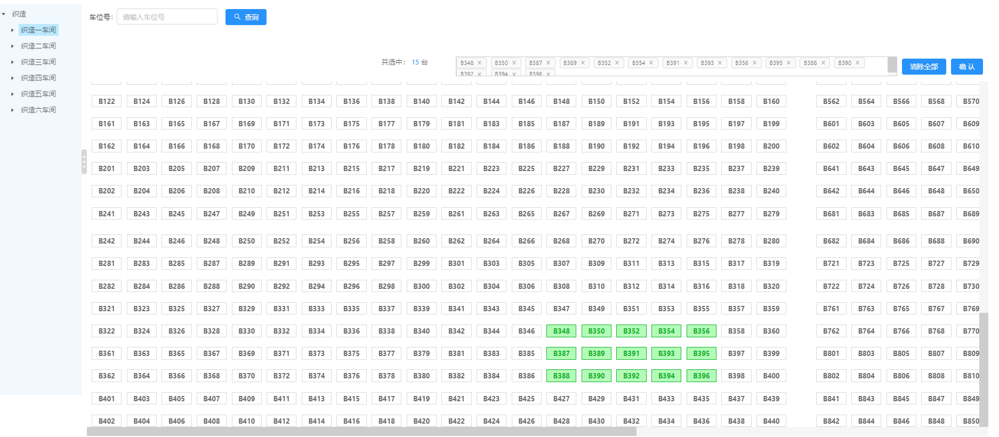 织造
织造一车间
织造二车间
织造三车间
织造四车间
织造五车间
织造六车间
车位号： 请输入车位号 查询
共选中： 15 台
B348 × B350 × B387 × B389 × B352 × B354 × B391 × B393 × B356 × B395 × B388 × B390 ×
B392 × B394 × B396 ×
清除全部 确 认
B122 B124 B126 B128 B130 B132 B134 B136 B138 B140 B142 B144 B146 B148 B150 B152 B154 B156 B158 B160 B562 B564 B566 B568 B570
B161 B163 B165 B167 B169 B171 B173 B175 B177 B179 B181 B183 B185 B187 B189 B191 B193 B195 B197 B199 B601 B603 B605 B607 B609
B162 B164 B166 B168 B170 B172 B174 B176 B178 B180 B182 B184 B186 B188 B190 B192 B194 B196 B198 B200 B602 B604 B606 B608 B610
B201 B203 B205 B207 B209 B211 B213 B215 B217 B219 B221 B223 B225 B227 B229 B231 B233 B235 B237 B239 B641 B643 B645 B647 B649
B202 B204 B206 B208 B210 B212 B214 B216 B218 B220 B222 B224 B226 B228 B230 B232 B234 B236 B238 B240 B642 B644 B646 B648 B650
B241 B243 B245 B247 B249 B251 B253 B255 B257 B259 B261 B263 B265 B267 B269 B271 B273 B275 B277 B279 B681 B683 B685 B687 B689
B242 B244 B246 B248 B250 B252 B254 B256 B258 B260 B262 B264 B266 B268 B270 B272 B274 B276 B278 B280 B682 B684 B686 B688 B690
B281 B283 B285 B287 B289 B291 B293 B295 B297 B299 B301 B303 B305 B307 B309 B311 B313 B315 B317 B319 B721 B723 B725 B727 B729
B282 B284 B286 B288 B290 B292 B294 B296 B298 B300 B302 B304 B306 B308 B310 B312 B314 B316 B318 B320 B722 B724 B726 B728 B730
B321 B323 B325 B327 B329 B331 B333 B335 B337 B339 B341 B343 B345 B347 B349 B351 B353 B355 B357 B359 B761 B763 B765 B767 B769
B322 B324 B326 B328 B330 B332 B334 B336 B338 B340 B342 B344 B346 B348 B350 B352 B354 B356 B358 B360 B762 B764 B766 B768 B770
B361 B363 B365 B367 B369 B371 B373 B375 B377 B379 B381 B383 B385 B387 B389 B391 B393 B395 B397 B399 B801 B803 B805 B807 B809
B362 B364 B366 B368 B370 B372 B374 B376 B378 B380 B382 B384 B386 B388 B390 B392 B394 B396 B398 B400 B802 B804 B806 B808 B810
B401 B403 B405 B407 B409 B411 B413 B415 B417 B419 B421 B423 B425 B427 B429 B431 B433 B435 B437 B439 B841 B843 B845 B847 B849
B402 B404 B406 B408 B410 B412 B414 B416 B418 B420 B422 B424 B426 B428 B430 B432 B434 B436 B438 B440 B842 B844 B846 B848 B850